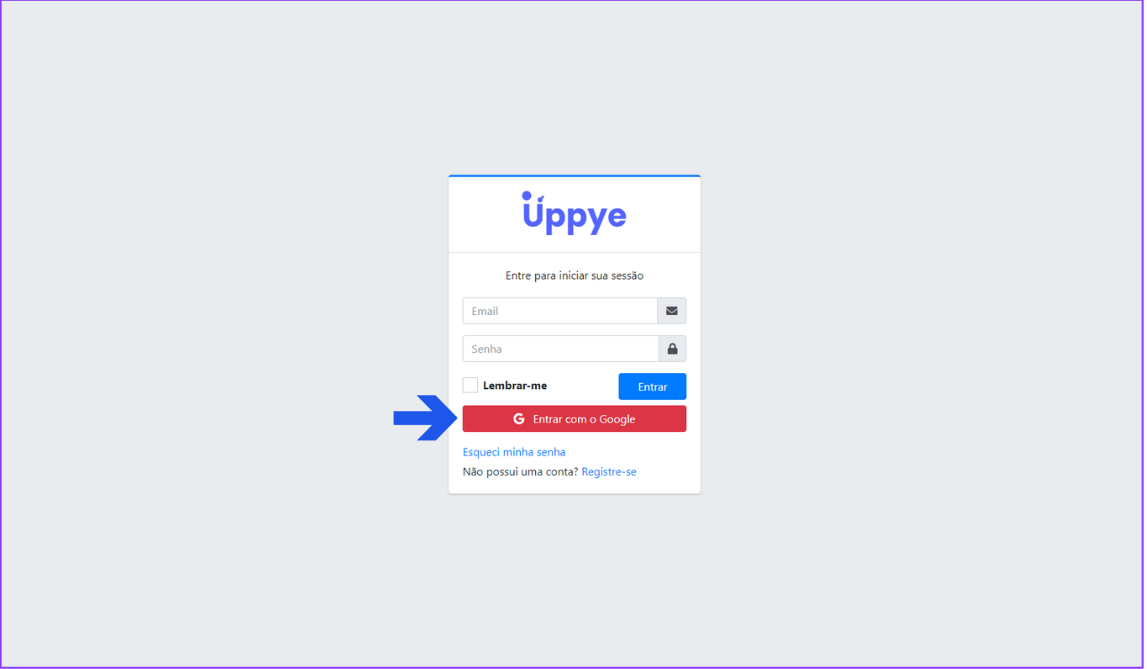 Uppye
Entre para iniciar sua sessão
Email
Senha
Lembrar-me
Entrar
Entrar com o Google
Esqueci minha senha
Não possui uma conta? Registre-se